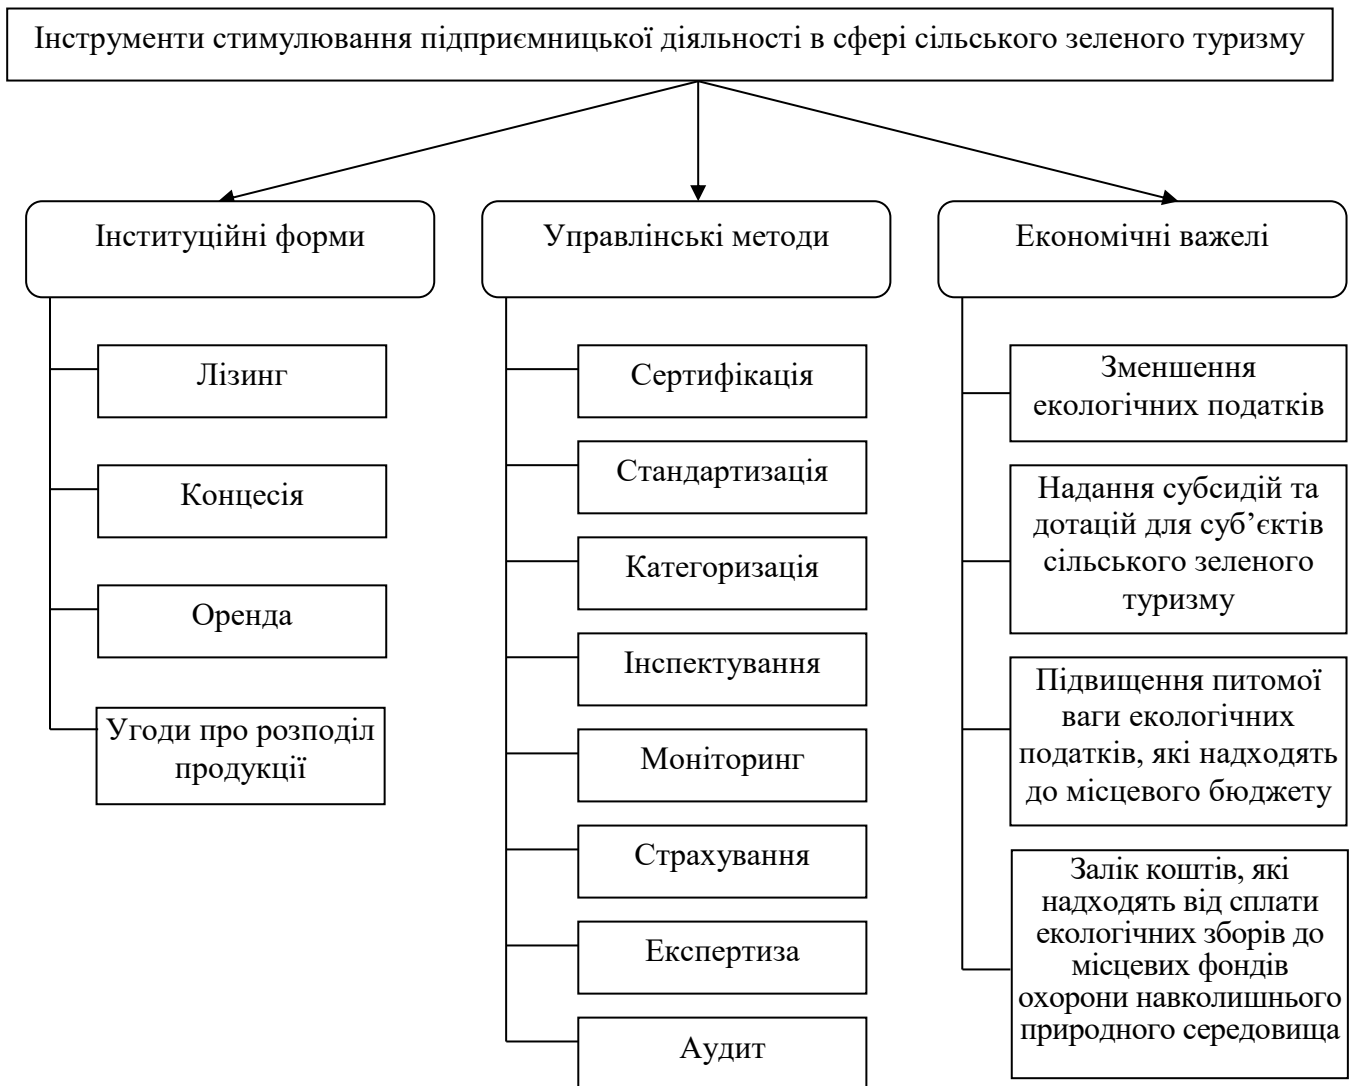 Інструменти стимулювання підприємницької діяльності в сфері сільського зеленого туризму
Інституційні форми
Лізинг
Концесія
Оренда
Угоди про розподіл
продукції
Управлінські методи
Сертифікація
Стандартизація
Категоризація
Інспектування
Моніторинг
Страхування
Експертиза
Аудит
Економічні важелі
Зменшення
екологічних податків
Надання субсидій та
дотацій для суб’єктів
сільського зеленого
туризму
Підвищення питомої
ваги екологічних
податків, які надходять
до місцевого бюджету
Залік коштів, які
надходять від сплати
екологічних зборів до
місцевих фондів
охорони навколишнього
природного середовища